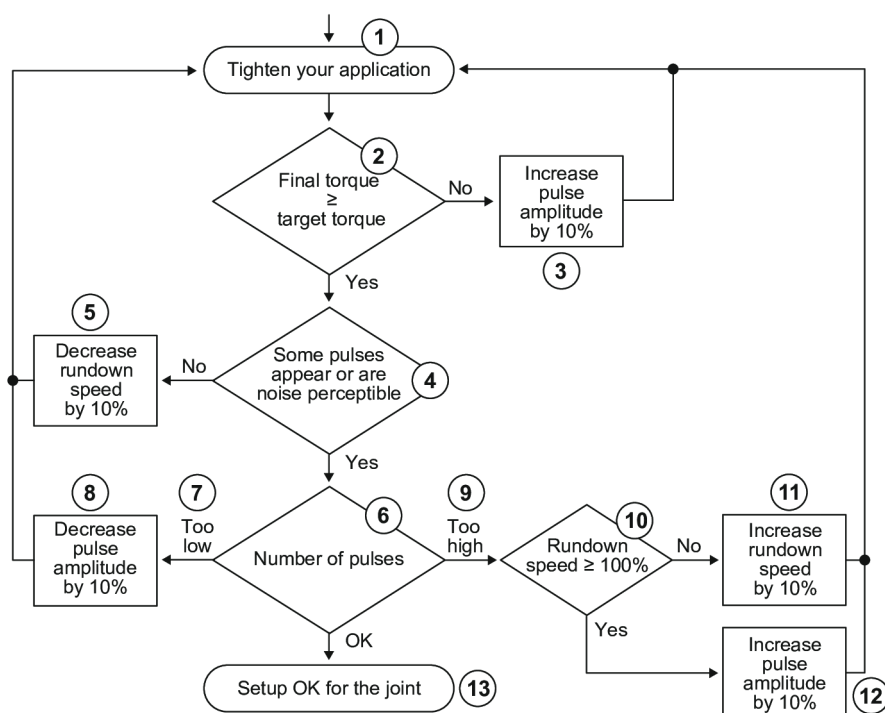 1
Tighten your application
2
Final torque
≥
target torque
No
Increase
pulse
amplitude
by 10%
3
Yes
5
Decrease
rundown
speed
by 10%
No
Some pulses
appear or are
noise perceptible
4
Yes
8
Decrease
pulse
amplitude
by 10%
7
Too
low
6
Number of pulses
9
Too
high
10
Rundown
speed ≥ 100%
No
11
Increase
rundown
speed
by 10%
Yes
Increase
pulse
amplitude
by 10%
12
OK
Setup OK for the joint
13